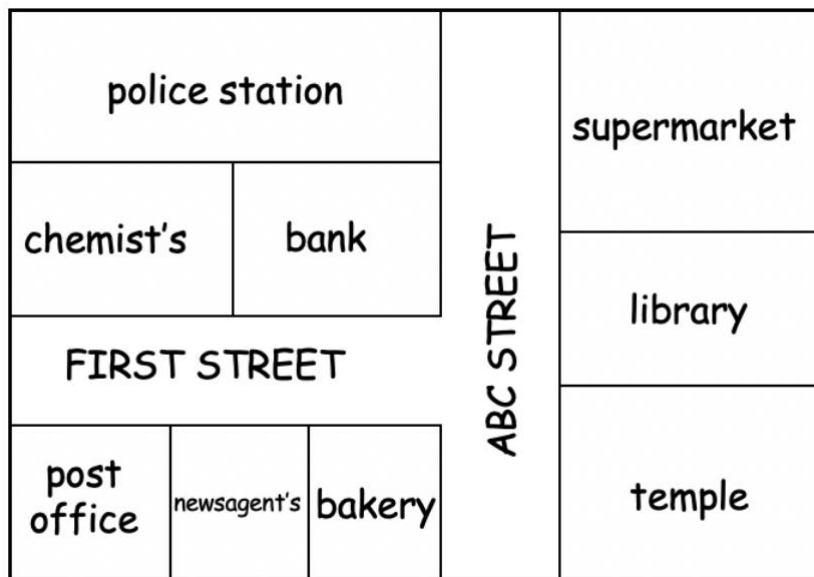 police station
supermarket
chemist's
bank
library
FIRST STREET
ABC STREET
post
office
newsagent's
bakery
temple